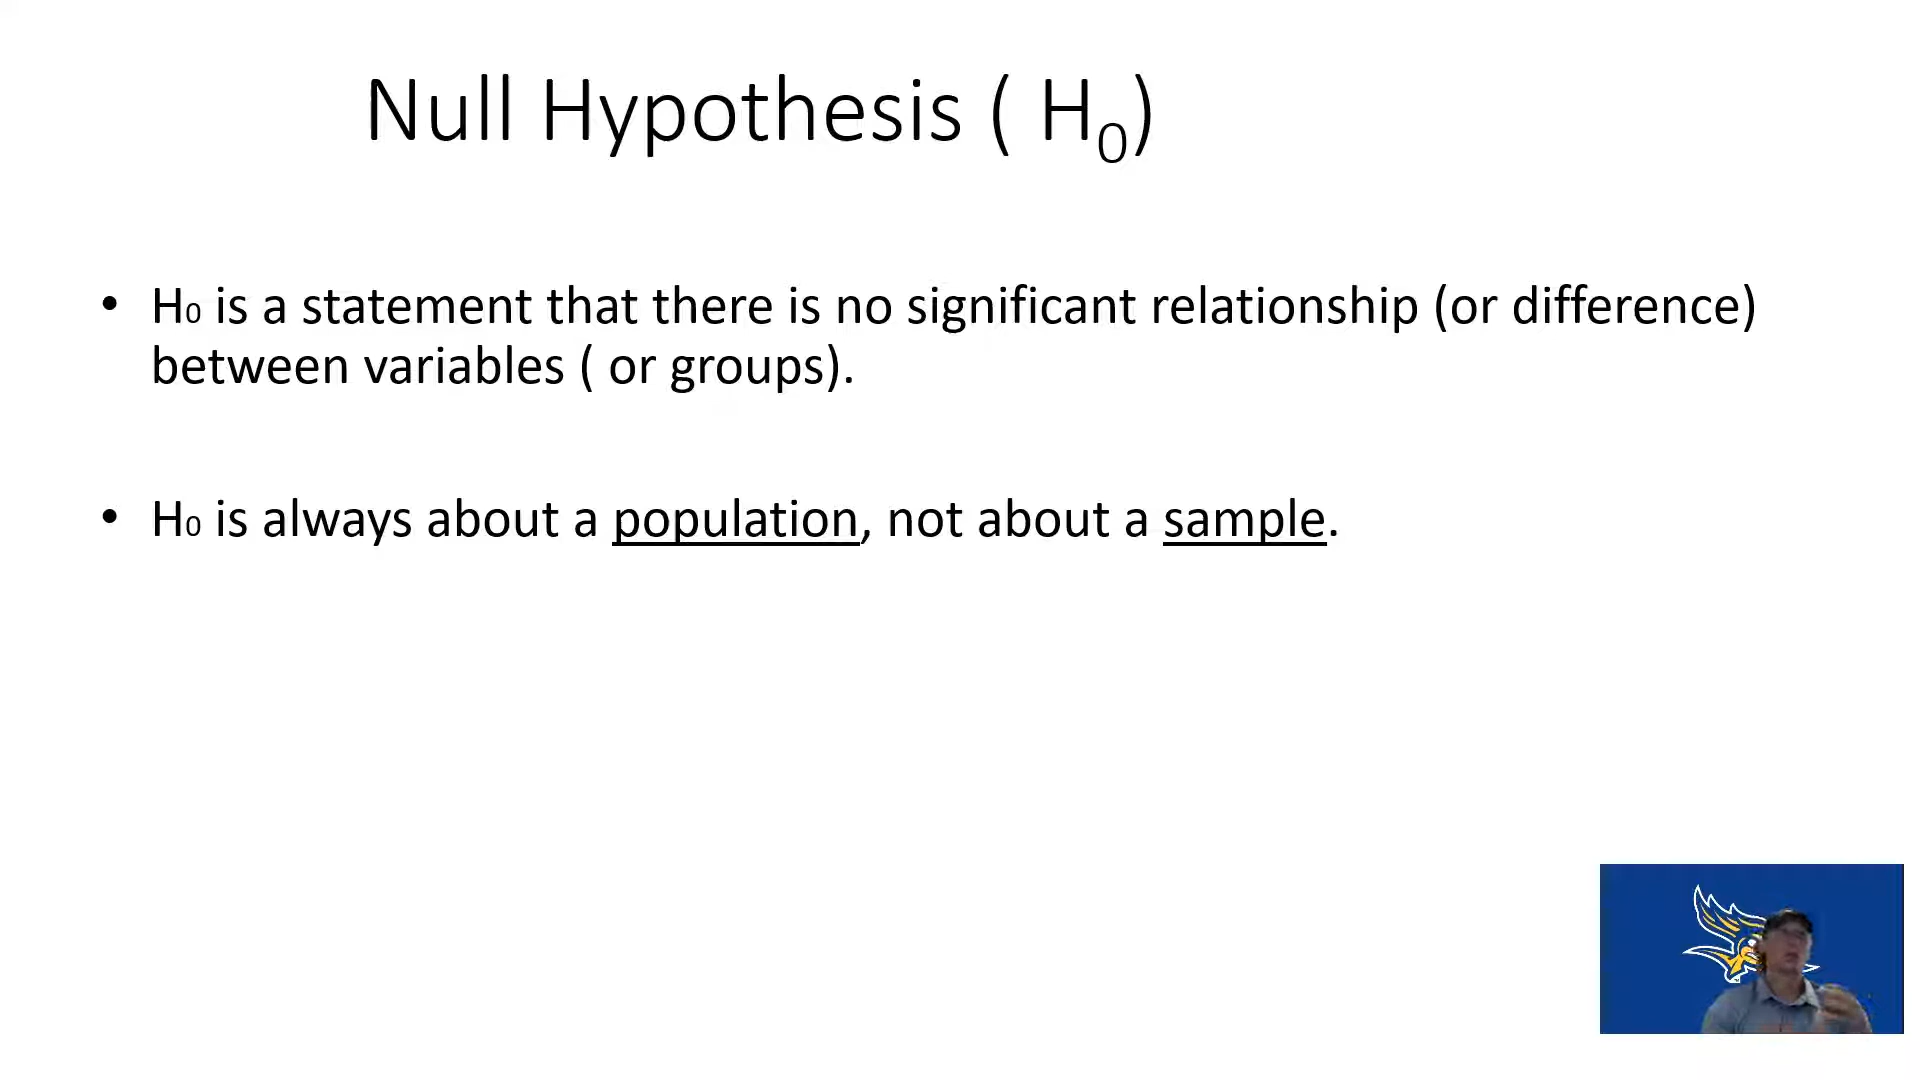 Null Hypothesis ( H₀)
• H₀ is a statement that there is no significant relationship (or difference)
between variables ( or groups).
• H₀ is always about a population, not about a sample.